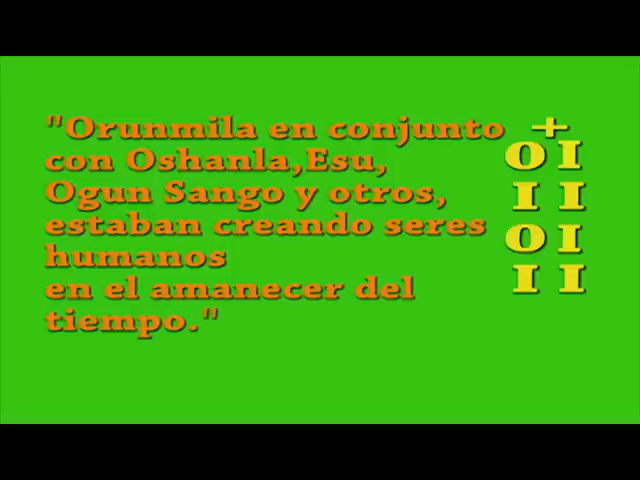 "Orunmila en conjunto
con Oshanla,Esu,
Ogun Sango y otros,
estaban creando seres
humanos
en el amanecer del
tiempo."
+
O I
I I
O I
I I